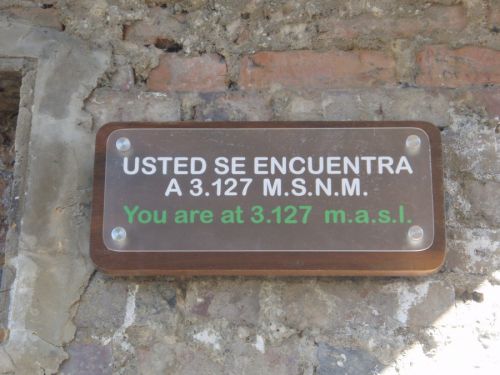 USTED SE ENCUENTRA
A 3.127 M.S.N.M.
You are at 3.127 m.a.s.l.